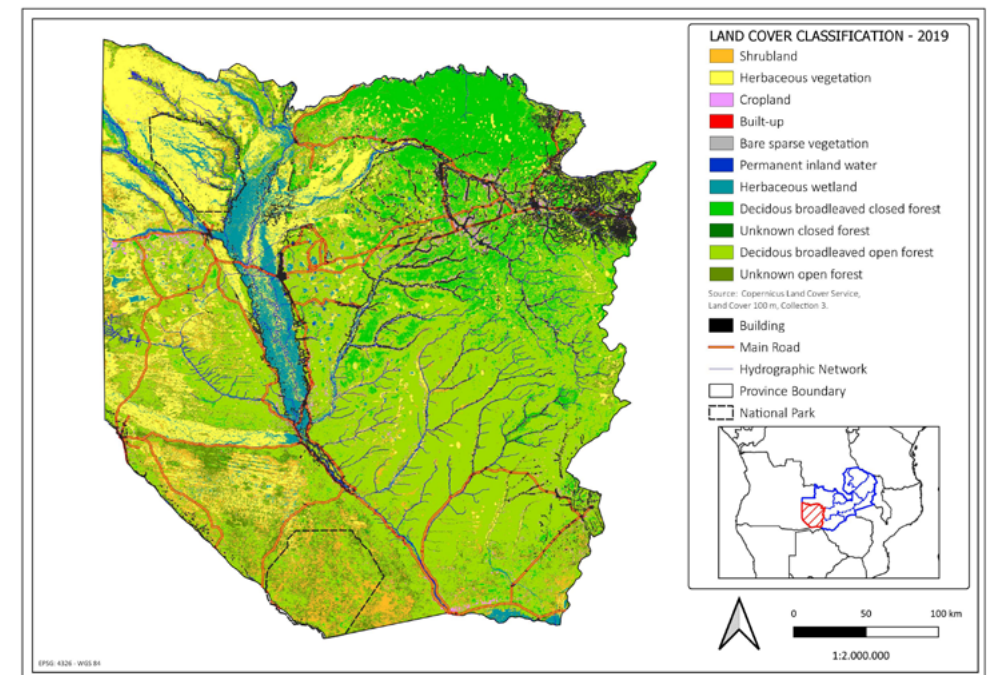 LAND COVER CLASSIFICATION - 2019
Shrubland
Herbaceous vegetation
Cropland
Built-up
Bare sparse vegetation
Permanent inland water
Herbaceous wetland
Decidous broadleaved closed forest
Unknown closed forest
Decidous broadleaved open forest
Unknown open forest
Source: Copernicus Land Cover Service,
Land Cover 100 m, Collection 3.
Building
Main Road
Hydrographic Network
Province Boundary
National Park
0 50 100 km
1:2.000.000
EPSG: 4326 - WGS 84